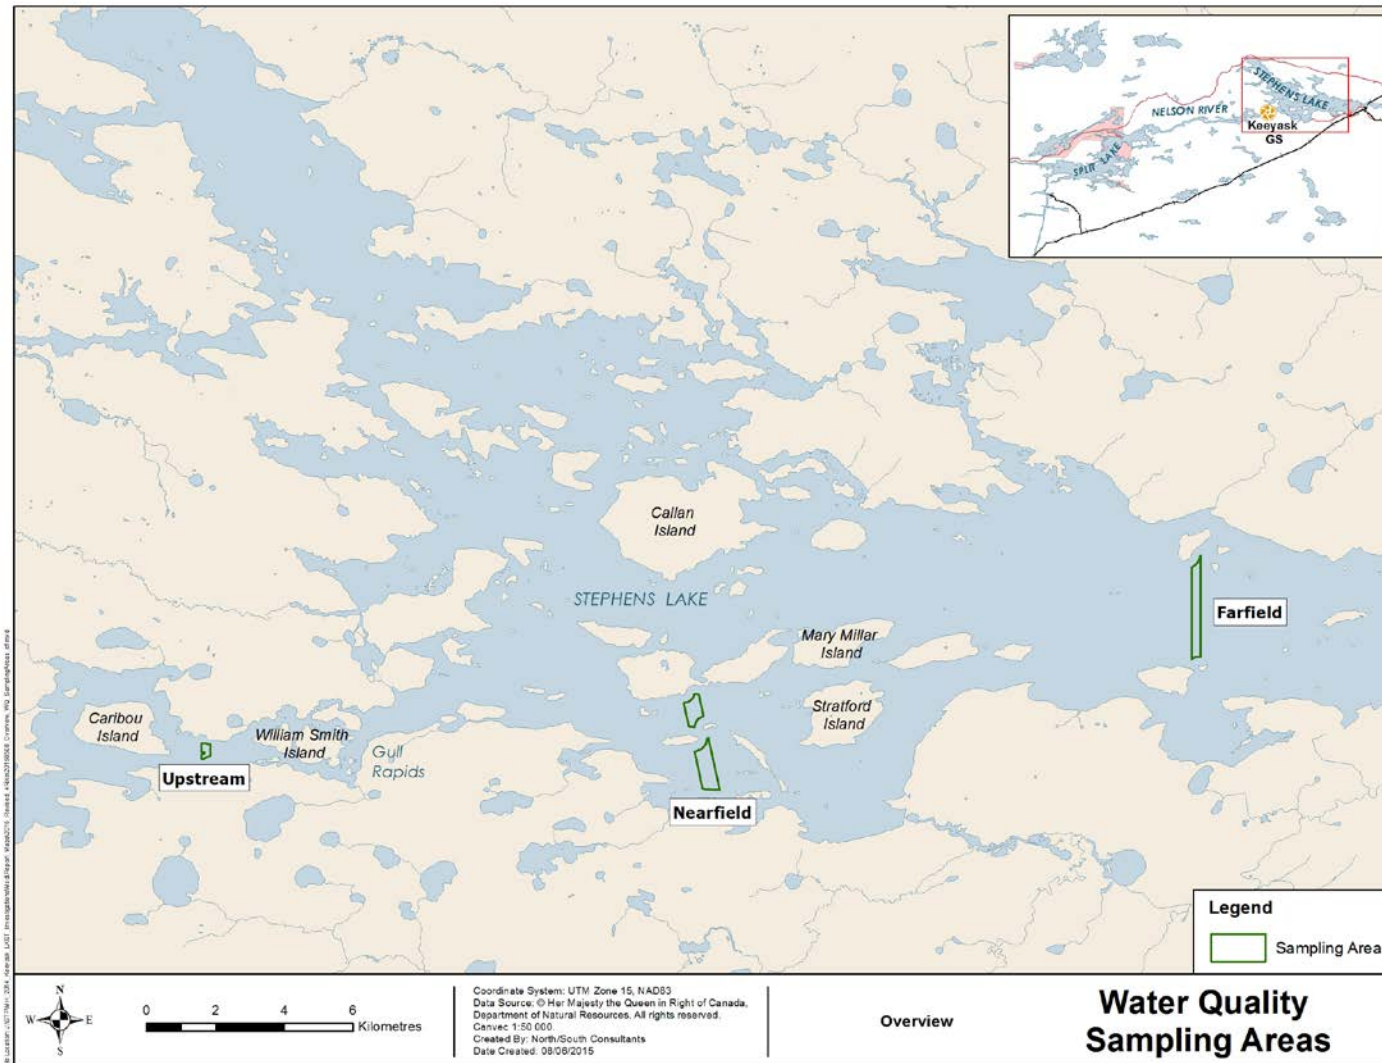 NELSON RIVER
STEPHENS LAKE
Keeyask
GS
SPLIT LAKE
Callan
Island
STEPHENS LAKE
Farfield
Mary Millar
Island
Stratford
Island
Caribou
Island
William Smith
Island
Gull
Rapids
Upstream
Nearfield
Legend
Sampling Area
N
W
E
S
0 2 4 6
Kilometres
Coordinate System: UTM Zone 15, NAD83
Data Source: © Her Majesty the Queen in Right of Canada,
Department of Natural Resources. All rights reserved.
Canvec 1:50 000.
Created By: North/South Consultants
Date Created: 08/06/2015
Overview
Water Quality
Sampling Areas